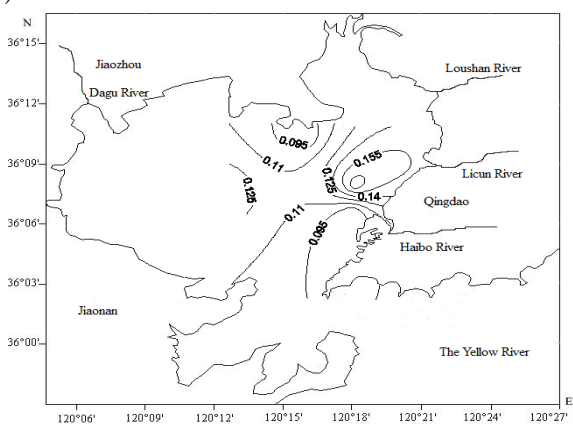 )
N
36°15'
Jiaozhou
Loushan River
36°12'
Dagu River
0.095
0.155
36°09'
0.11
Licun River
0.125
0.125
0.14
Qingdao
36°06'
0.11
0.095
Haibo River
36°03'
Jiaonan
36°00'
The Yellow River
E
120°06' 120°09' 120°12' 120°15' 120°18' 120°21' 120°24' 120°27'